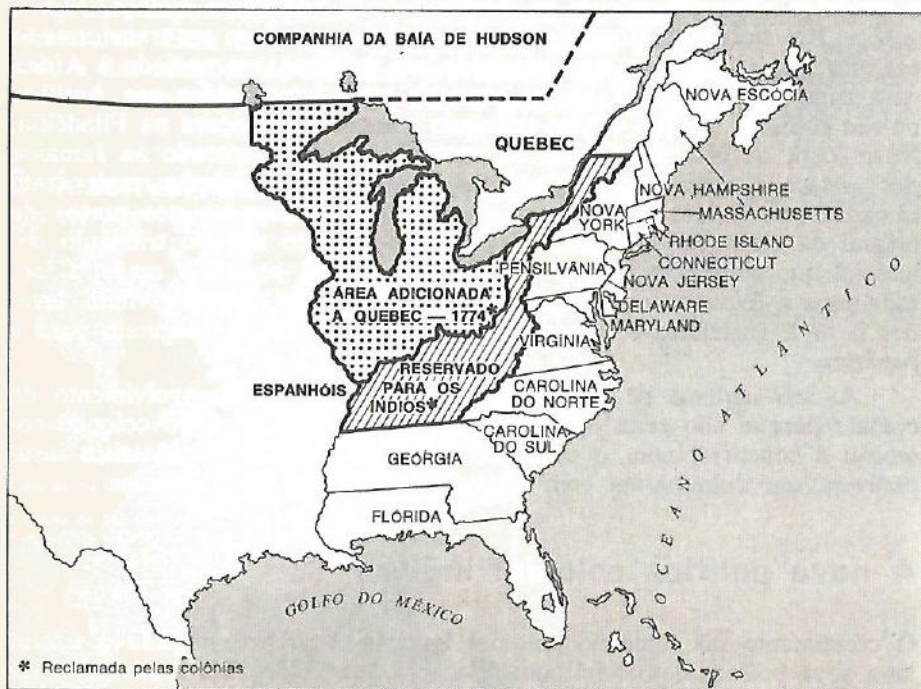 COMPANHIA DA BAÍA DE HUDSON
NOVA ESCÓCIA
QUEBEC
NOVA HAMPSHIRE
NOVA
YORK
MASSACHUSETTS
RHODE ISLAND
CONNECTICUT
PENSILVÂNIA
NOVA JERSEY
DELAWARE
MARYLAND
ÁREA ADICIONADA
A QUEBEC — 1774*
VIRGÍNIA
RESERVADO
PARA OS
ÍNDIOS*
ESPANHÓIS
CAROLINA
DO NORTE
CAROLINA
DO SUL
GEÓRGIA
FLÓRIDA
OCEANO ATLÂNTICO
GOLFO DO MÉXICO
* Reclamada pelas colônias